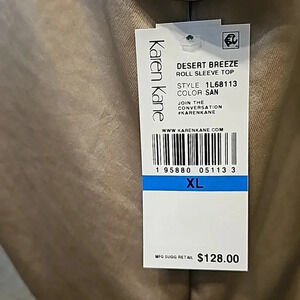 Karen Kane
DESERT BREEZE
ROLL SLEEVE TOP
STYLE 1L68113
COLOR SAN
JOIN THE
CONVERSATION
#KARENKANE
WWW.KARENKANE.COM
1 95880 05113 3
XL
MFG SUGG RETAIL $128.00